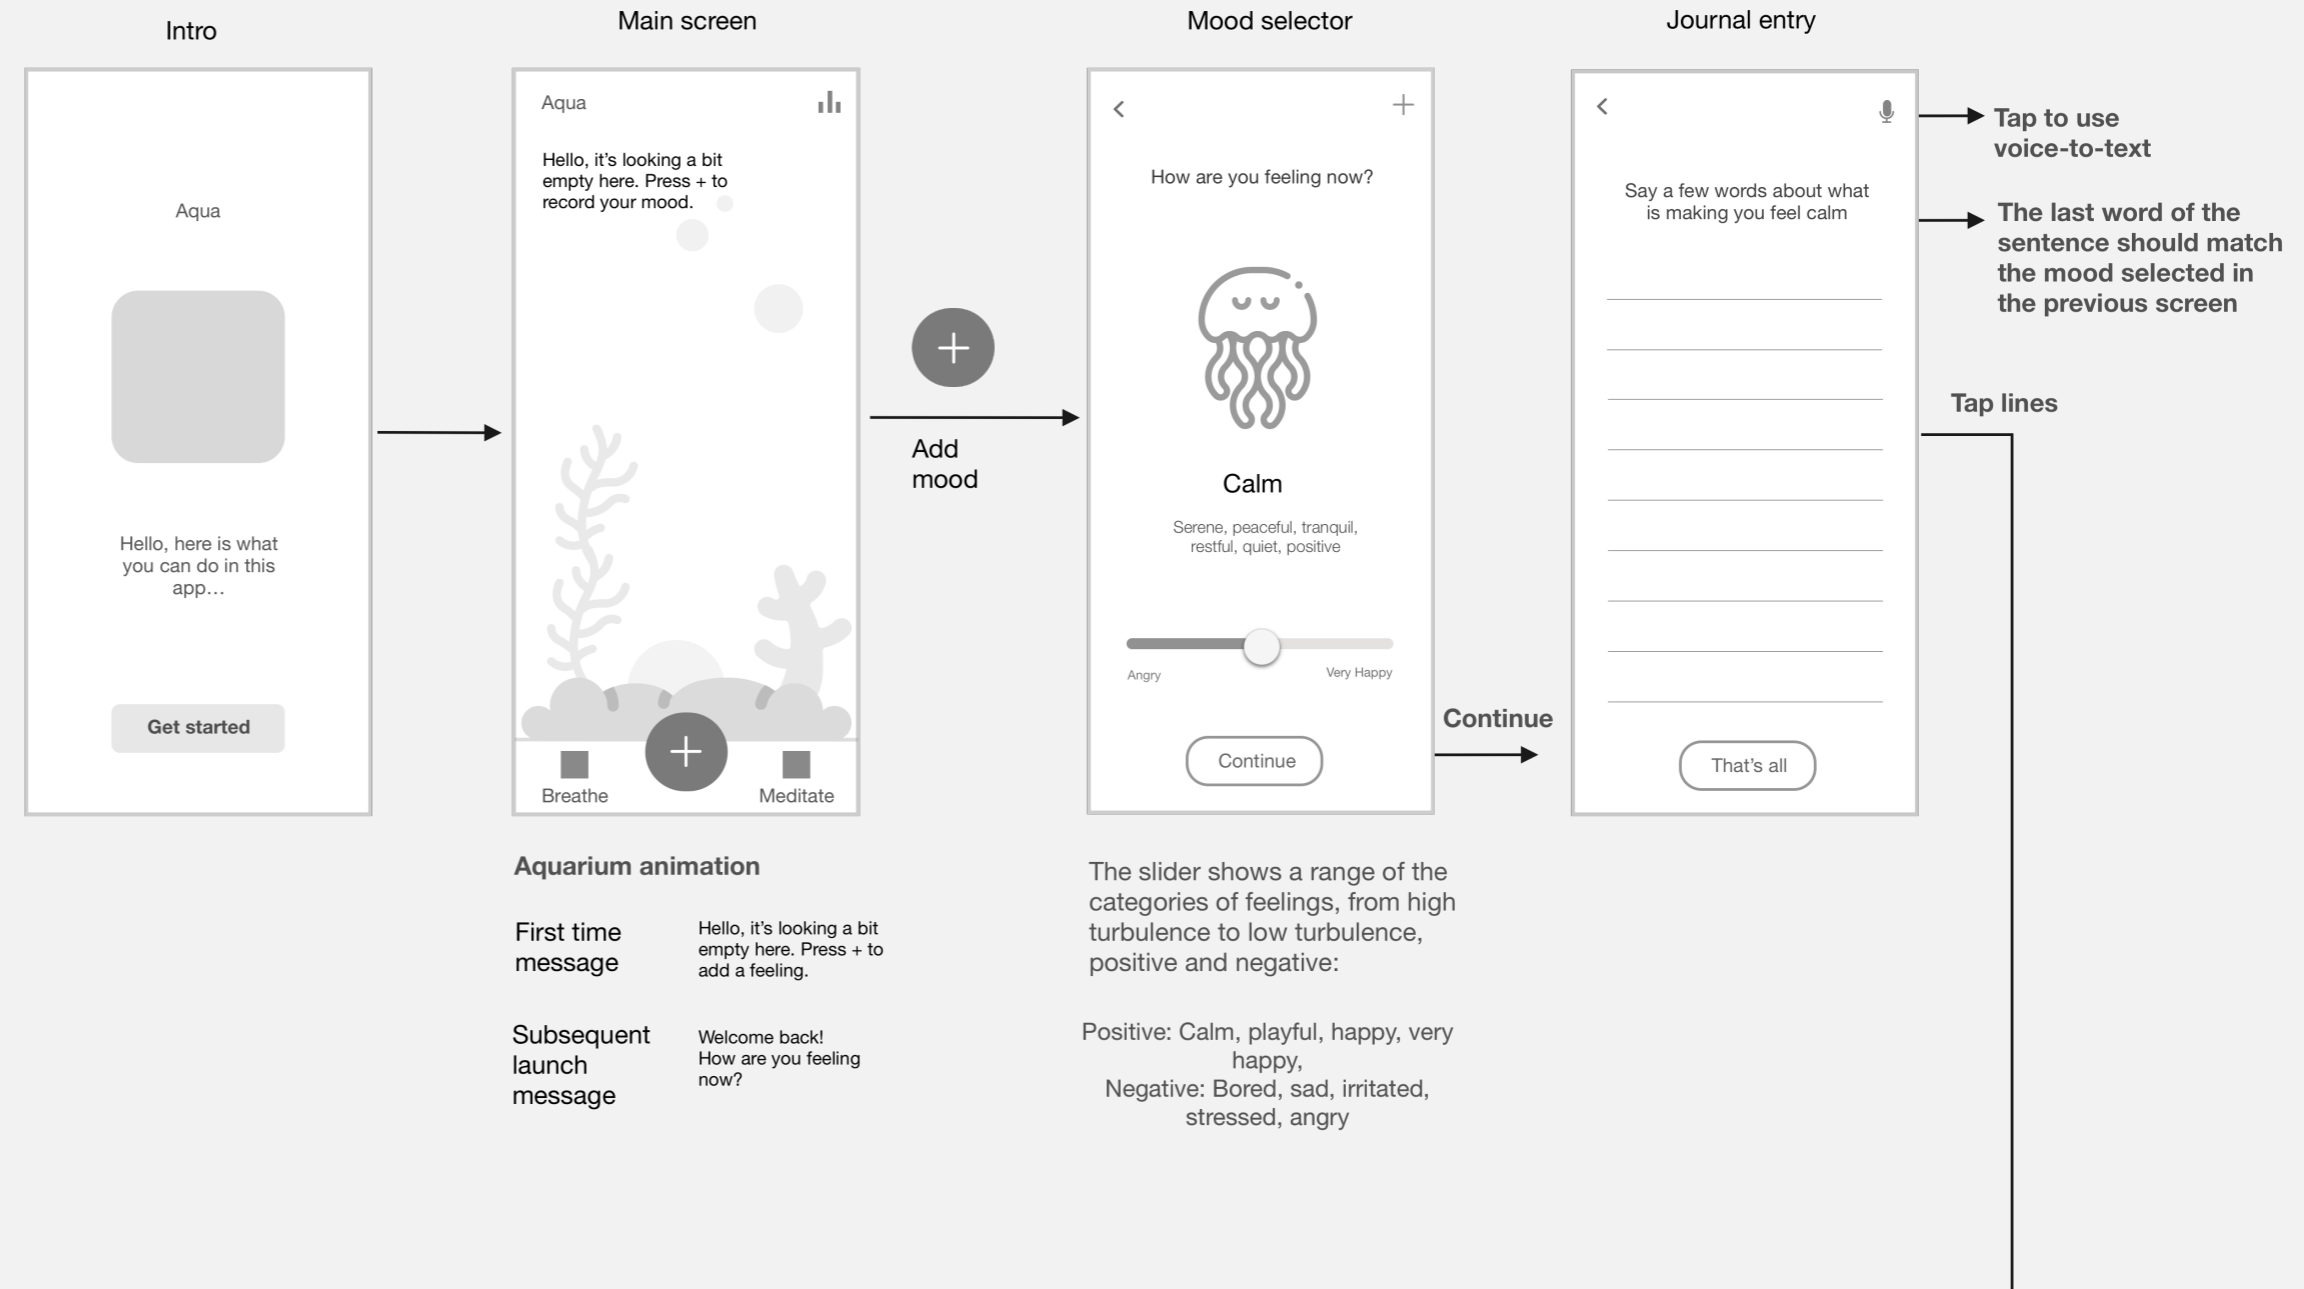 Intro
Main screen
Mood selector
Journal entry
Aqua
Hello, here is what
you can do in this
app...
Get started
Aqua
Hello, it's looking a bit
empty here. Press + to
record your mood.
Breathe
Meditate
Add
mood
How are you feeling now?
Calm
Serene, peaceful, tranquil,
restful, quiet, positive
Angry
Very Happy
Continue
Continue
Say a few words about what
is making you feel calm
That's all
Tap to use
voice-to-text
The last word of the
sentence should match
the mood selected in
the previous screen
Tap lines
Aquarium animation
First time
message
Hello, it's looking a bit
empty here. Press + to
add a feeling.
Subsequent
launch
message
Welcome back!
How are you feeling
now?
The slider shows a range of the
categories of feelings, from high
turbulence to low turbulence,
positive and negative:
Positive: Calm, playful, happy, very
happy,
Negative: Bored, sad, irritated,
stressed, angry